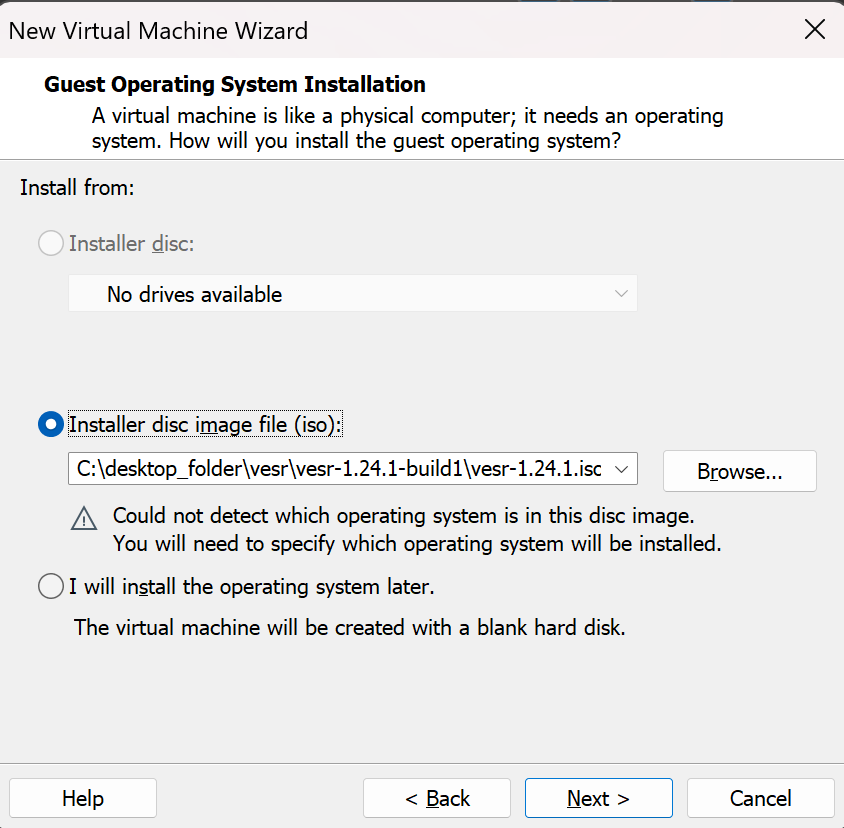 New Virtual Machine Wizard
Guest Operating System Installation
A virtual machine is like a physical computer; it needs an operating
system. How will you install the guest operating system?
Install from:
Installer disc:
No drives available
Installer disc image file (iso):
C:\desktop_folder\vesr\vesr-1.24.1-build1\vesr-1.24.1.isc
Browse...
Could not detect which operating system is in this disc image.
You will need to specify which operating system will be installed.
I will install the operating system later.
The virtual machine will be created with a blank hard disk.
Help
< Back
Next >
Cancel